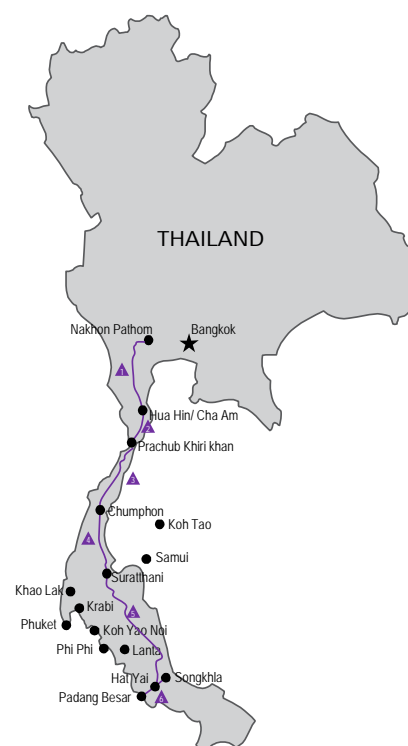 THAILAND
Nakhon Pathom
Bangkok
1
Hua Hin/ Cha Am
2
Prachub Khiri khan
3
Chumphon
Koh Tao
4
Samui
Suratthani
Khao Lak
Krabi
5
Phuket
Koh Yao Noi
Phi Phi
Lanta
Hat Yai
Songkhla
Padang Besar
6